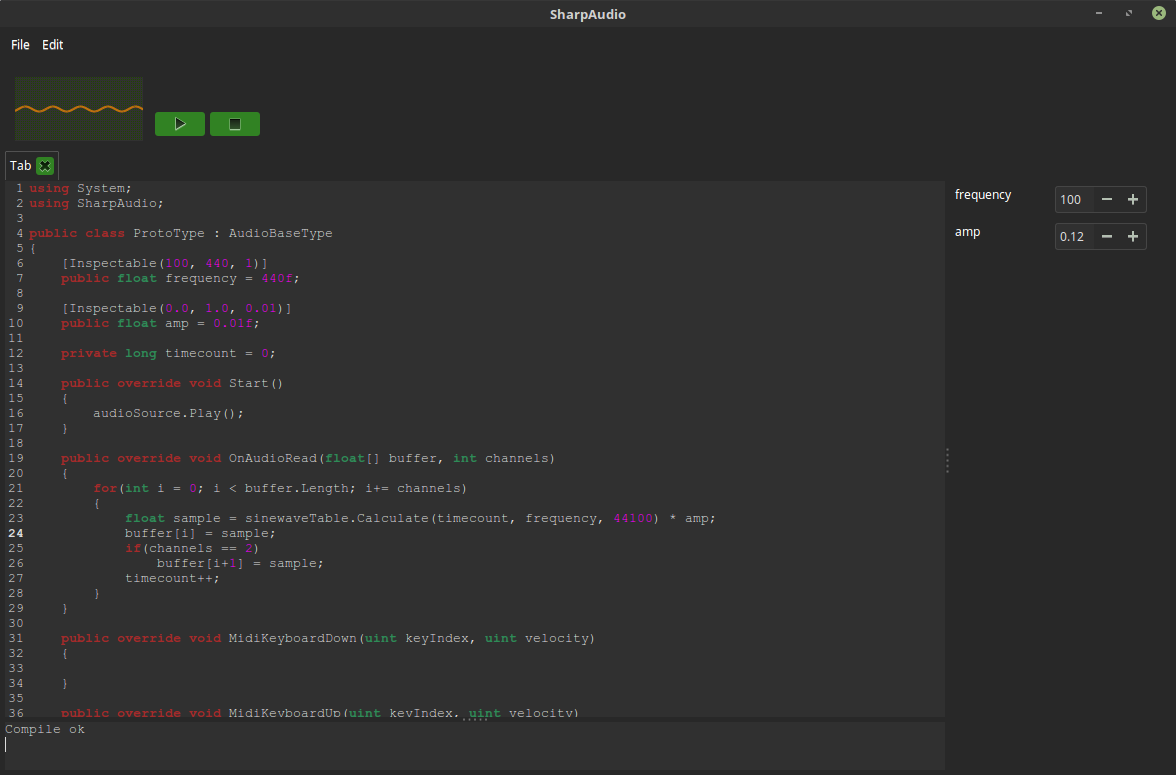 SharpAudio
File Edit
Tab
1 using System;
2 using SharpAudio;
3
4 public class ProtoType : AudioBaseType
5 {
6     [Inspectable(100, 440, 1)]
7     public float frequency = 440f;
8
9     [Inspectable(0.0, 1.0, 0.01)]
10     public float amp = 0.01f;
11
12     private long timecount = 0;
13
14     public override void Start()
15     {
16         audioSource.Play();
17     }
18
19     public override void OnAudioRead(float[] buffer, int channels)
20     {
21         for(int i = 0; i < buffer.Length; i+= channels)
22         {
23             float sample = sinewaveTable.Calculate(timecount, frequency, 44100) * amp;
24             buffer[i] = sample;
25             if(channels == 2)
26                 buffer[i+1] = sample;
27             timecount++;
28         }
29     }
30
31     public override void MidiKeyboardDown(uint keyIndex, uint velocity)
32     {
33
34     }
35
36     public override void MidiKeyboardUp(uint keyIndex, uint velocity)
Compile ok
frequency 100 − +
amp 0.12 − +